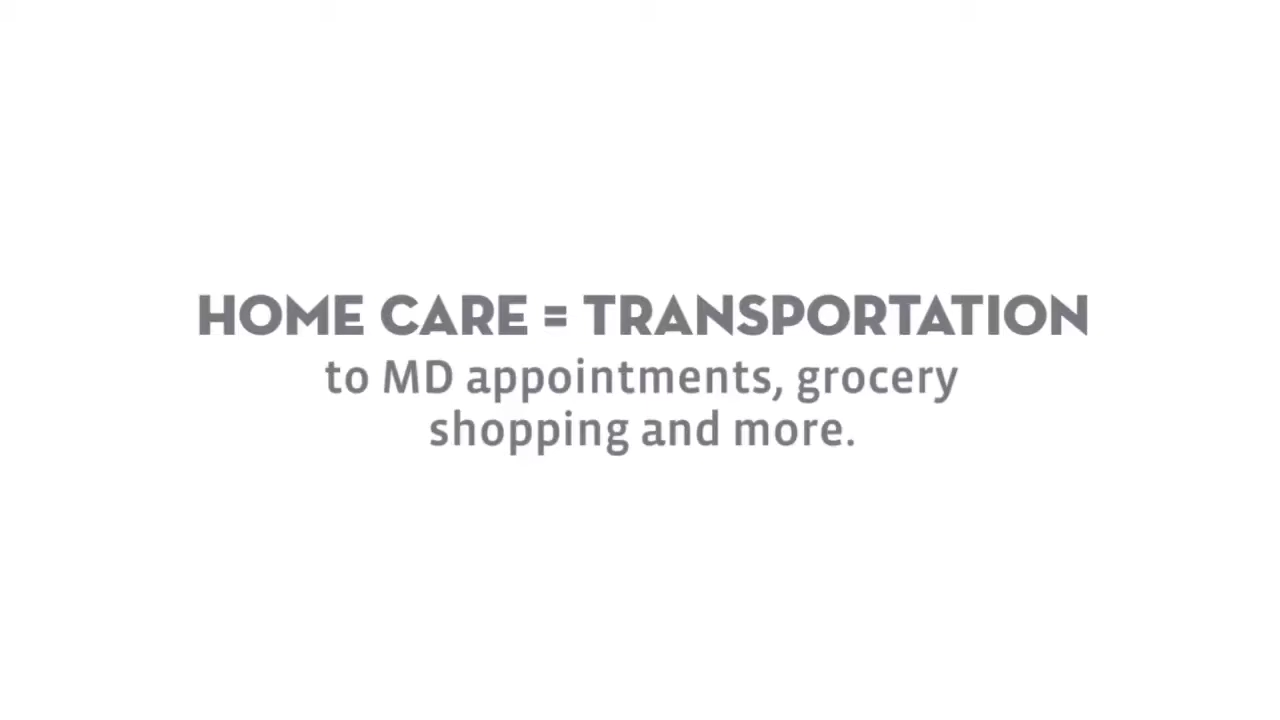 HOME CARE = TRANSPORTATION
to MD appointments, grocery
shopping and more.